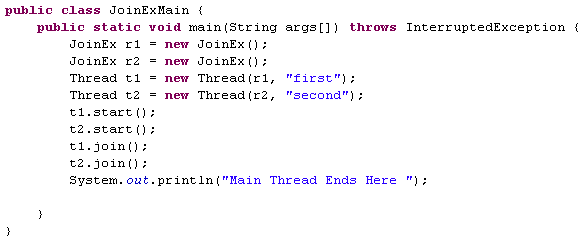 public class JoinExMain {
    public static void main(String args[]) throws InterruptedException {
        JoinEx r1 = new JoinEx();
        JoinEx r2 = new JoinEx();
        Thread t1 = new Thread(r1, "first");
        Thread t2 = new Thread(r2, "second");
        t1.start();
        t2.start();
        t1.join();
        t2.join();
        System.out.println("Main Thread Ends Here ");
    }
}